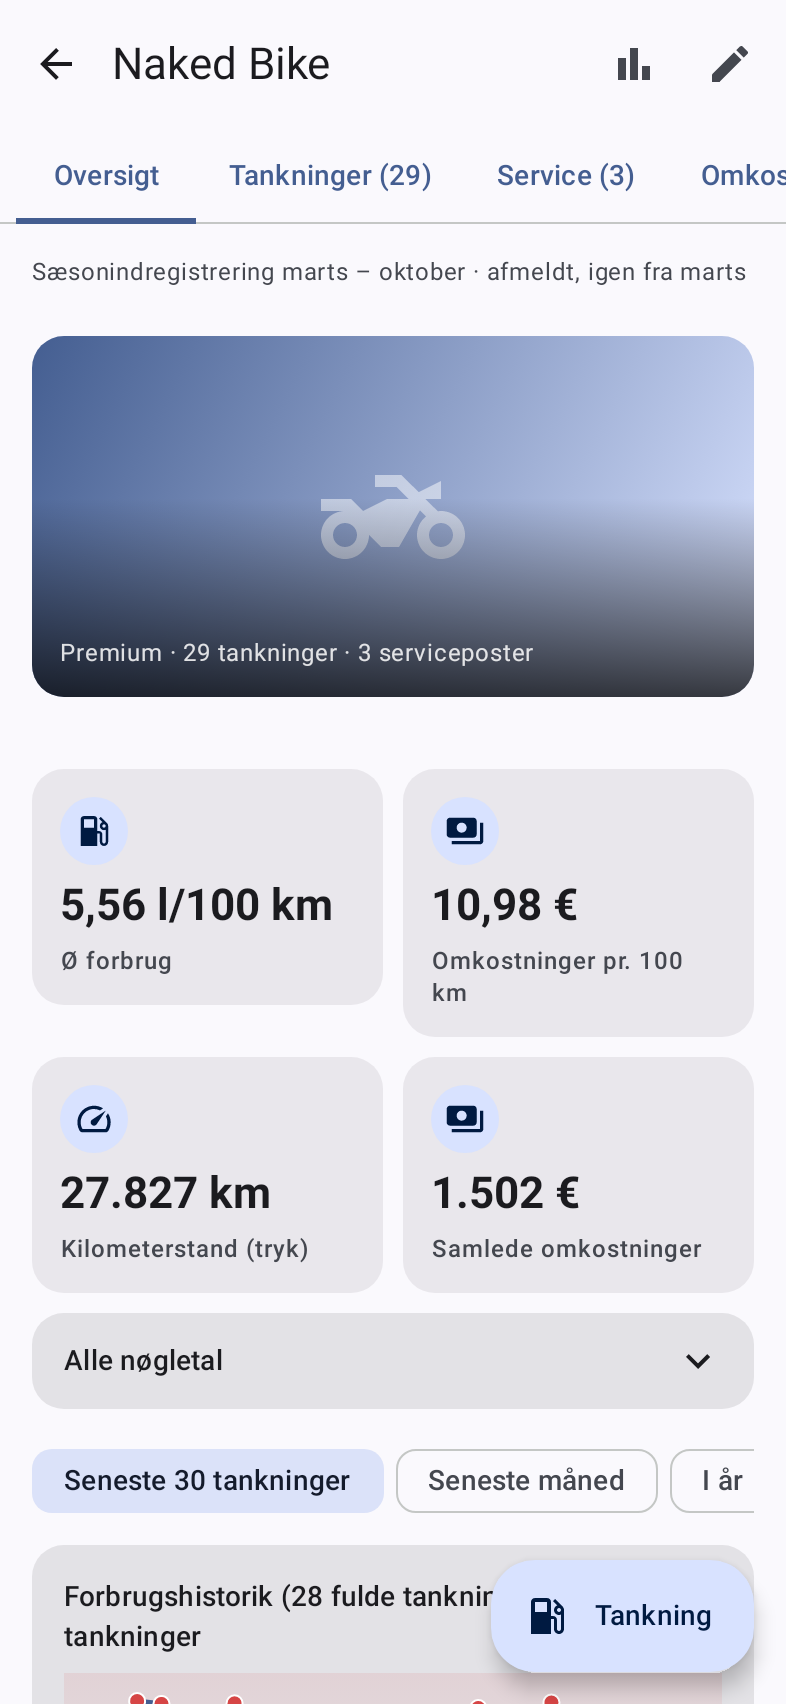 Naked Bike
Oversigt
Tankninger (29)
Service (3)
Omkos
Sæsonindregistrering marts – oktober · afmeldt, igen fra marts
Premium · 29 tankninger · 3 serviceposter
5,56 l/100 km
Ø forbrug
10,98 €
Omkostninger pr. 100
km
27.827 km
Kilometerstand (tryk)
1.502 €
Samlede omkostninger
Alle nøgletal
Seneste 30 tankninger
Seneste måned
I år
Forbrugshistorik (28 fulde tanknin
tankninger
Tankning